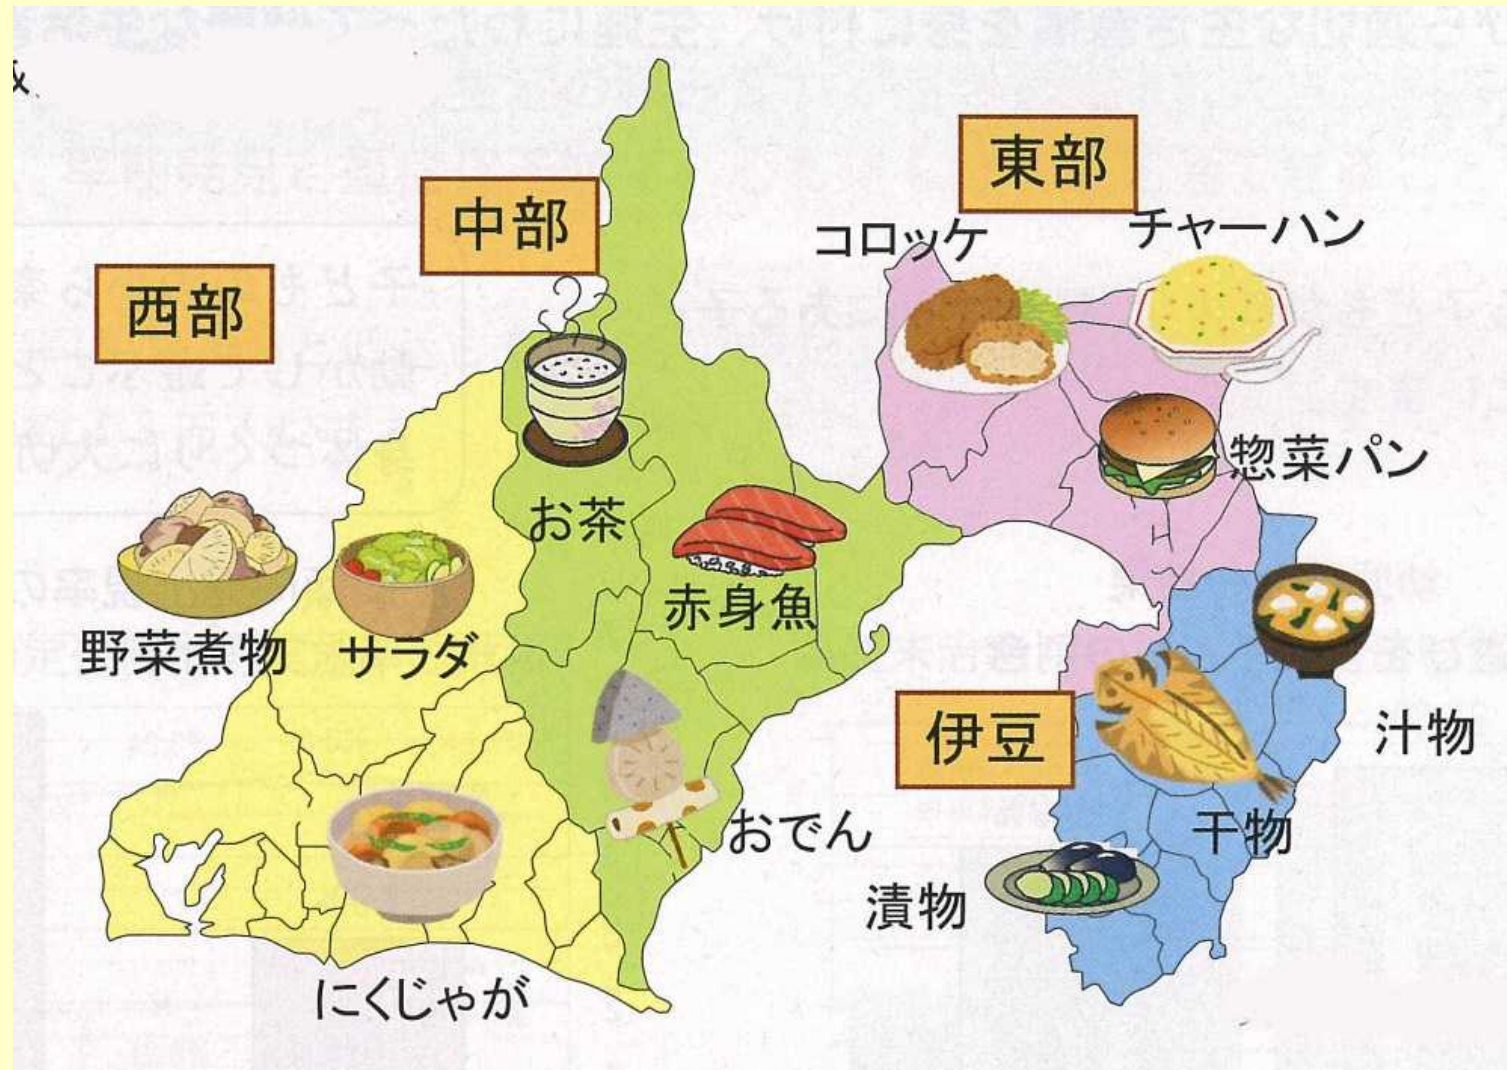 西部
野菜煮物
サラダ
にくじゃが
中部
お茶
赤身魚
おでん
東部
コロッケ
チャーハン
惣菜パン
伊豆
汁物
干物
漬物